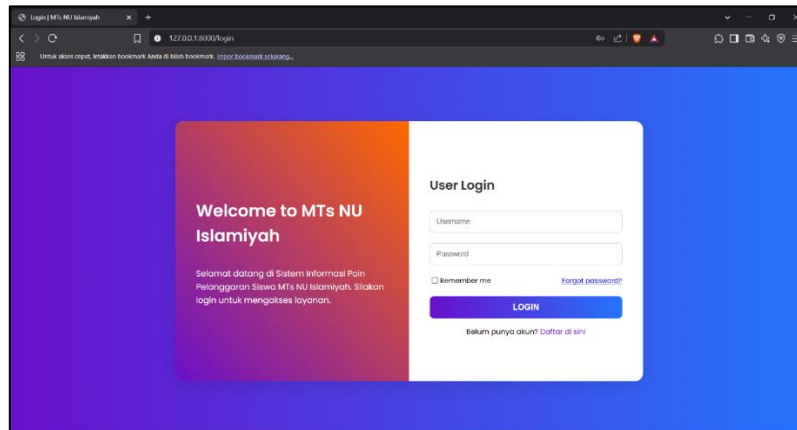 Login | MTs NU Islamiyah
127.0.0.1:8000/login
Untuk akses cepat, letakkan bookmark Anda di bilah bookmark. Impor bookmark sekarang...
Welcome to MTs NU
Islamiyah
Selamat datang di Sistem Informasi Poin
Pelanggaran Siswa MTs NU Islamiyah. Silakan
login untuk mengakses layanan.
User Login
Username
Password
Remember me
Forgot password?
LOGIN
Belum punya akun? Daftar di sini